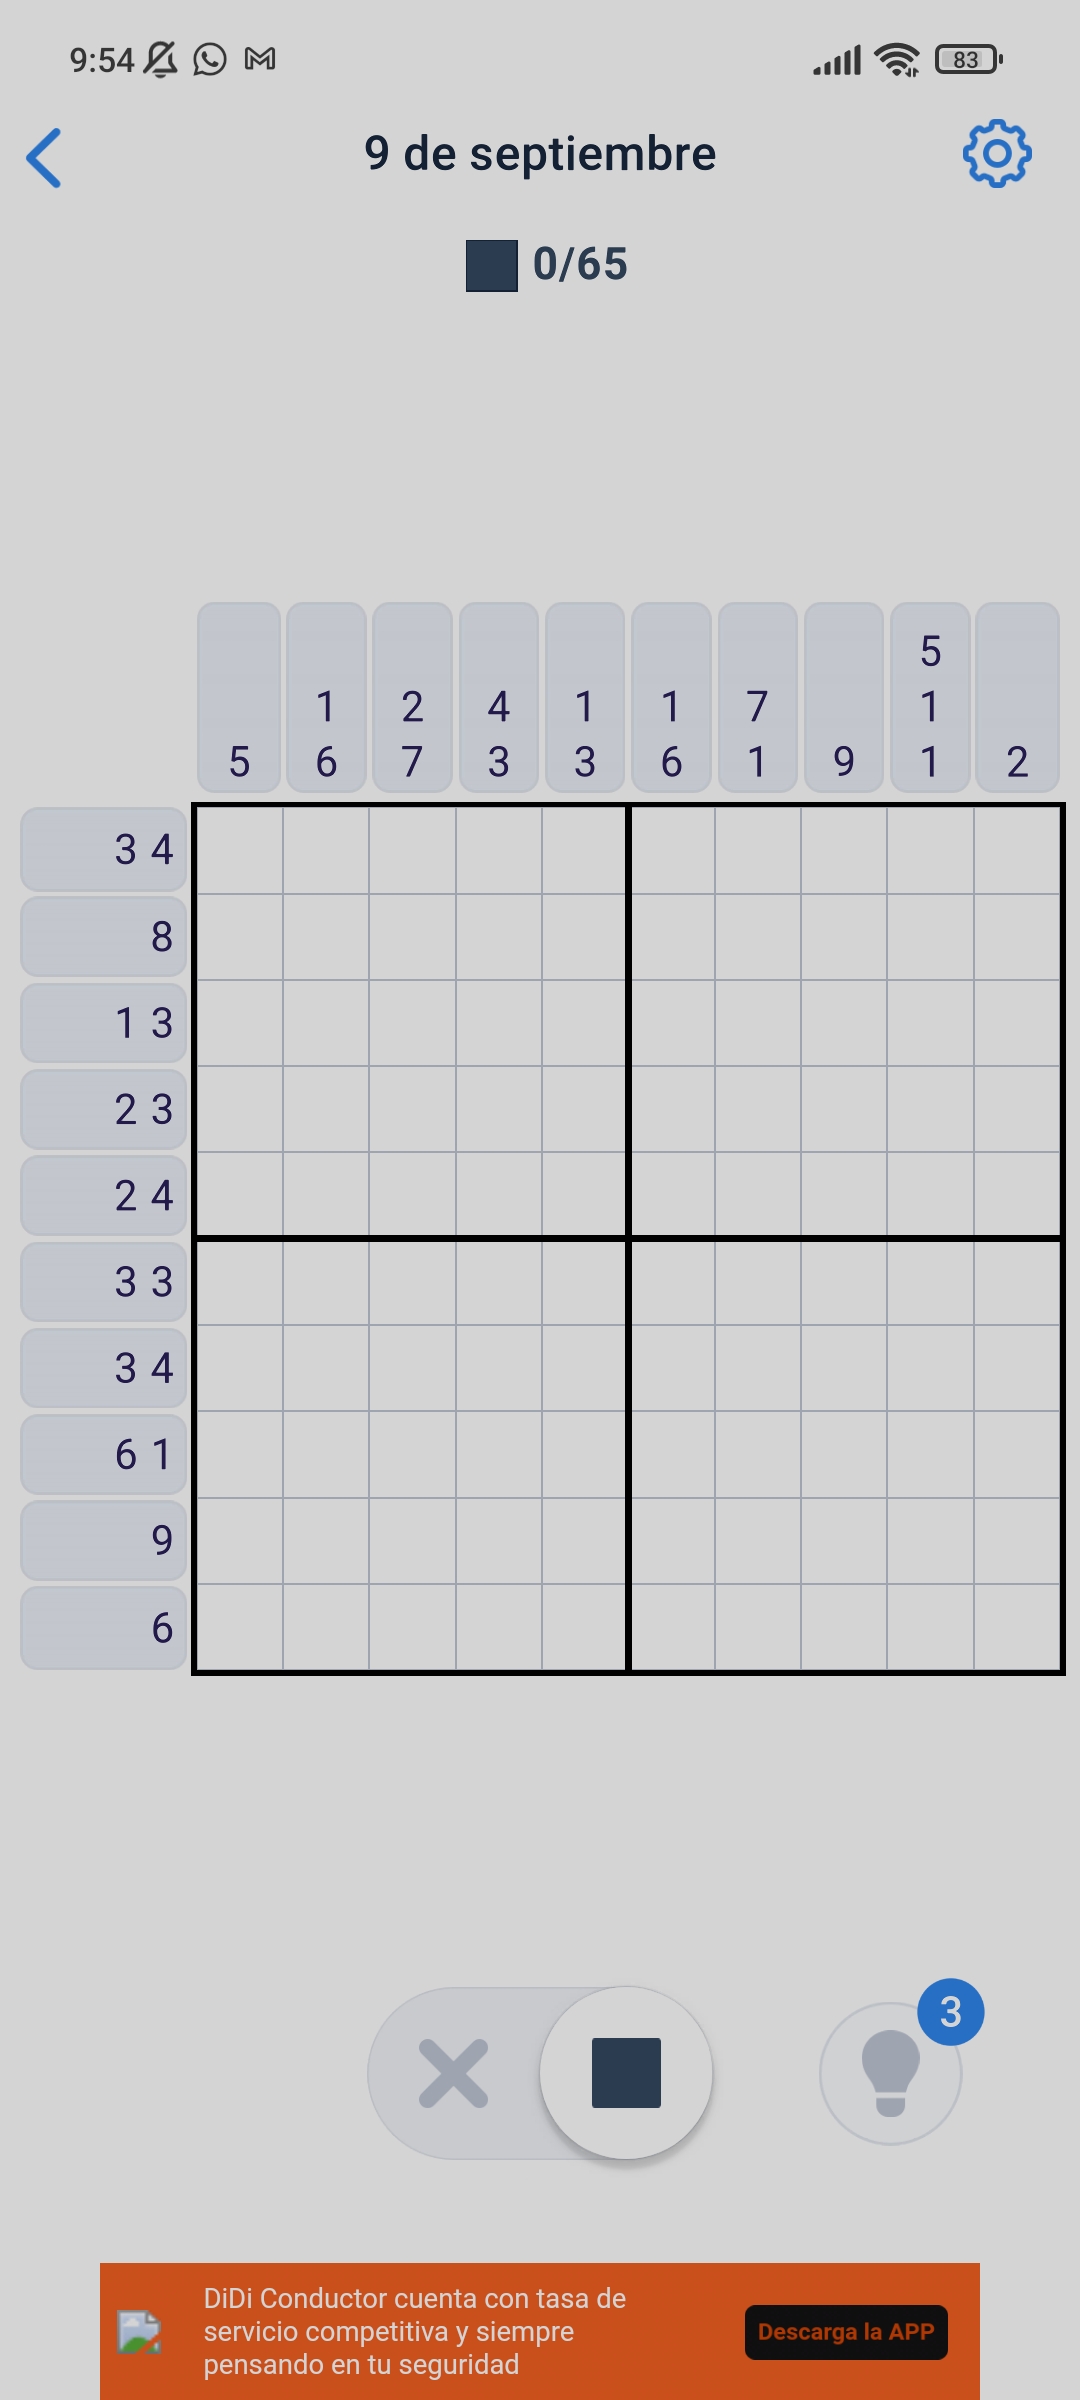 9:54 83
9 de septiembre
0/65
5
1 2 4 1 1 7 1
5 6 7 3 3 6 1 9 1 2
3 4
8
1 3
2 3
2 4
3 3
3 4
6 1
9
6
3
DiDi Conductor cuenta con tasa de
servicio competitiva y siempre
pensando en tu seguridad
Descarga la APP